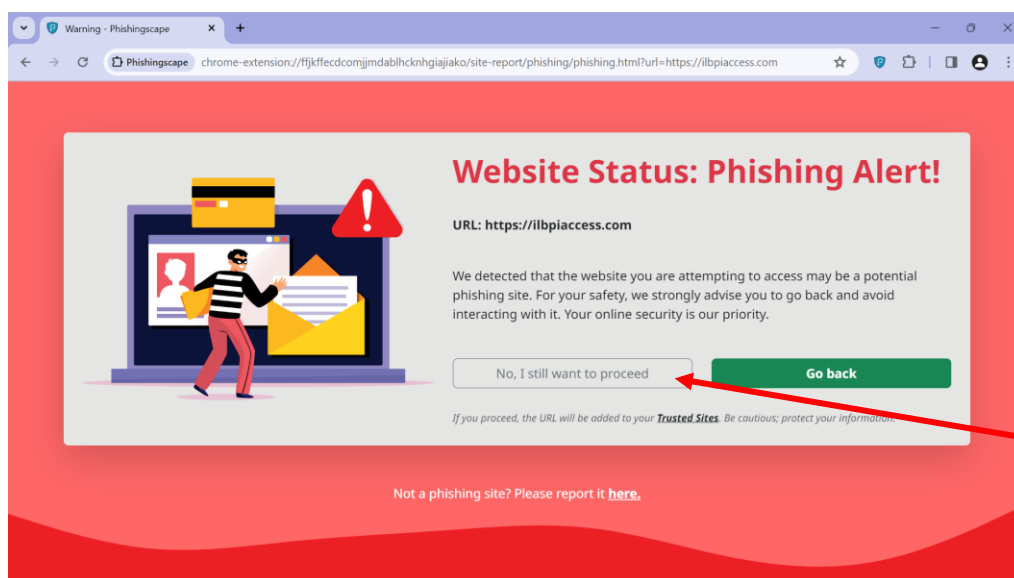 Warning - Phishingscape
Phishingscape chrome-extension://ffjkffecdcomjjmdablhcknhgiajiako/site-report/phishing/phishing.html?url=https://ilbpiaccess.com
Website Status: Phishing Alert!
URL: https://ilbpiaccess.com
We detected that the website you are attempting to access may be a potential
phishing site. For your safety, we strongly advise you to go back and avoid
interacting with it. Your online security is our priority.
No, I still want to proceed
Go back
If you proceed, the URL will be added to your Trusted Sites. Be cautious; protect your information.
Not a phishing site? Please report it here.